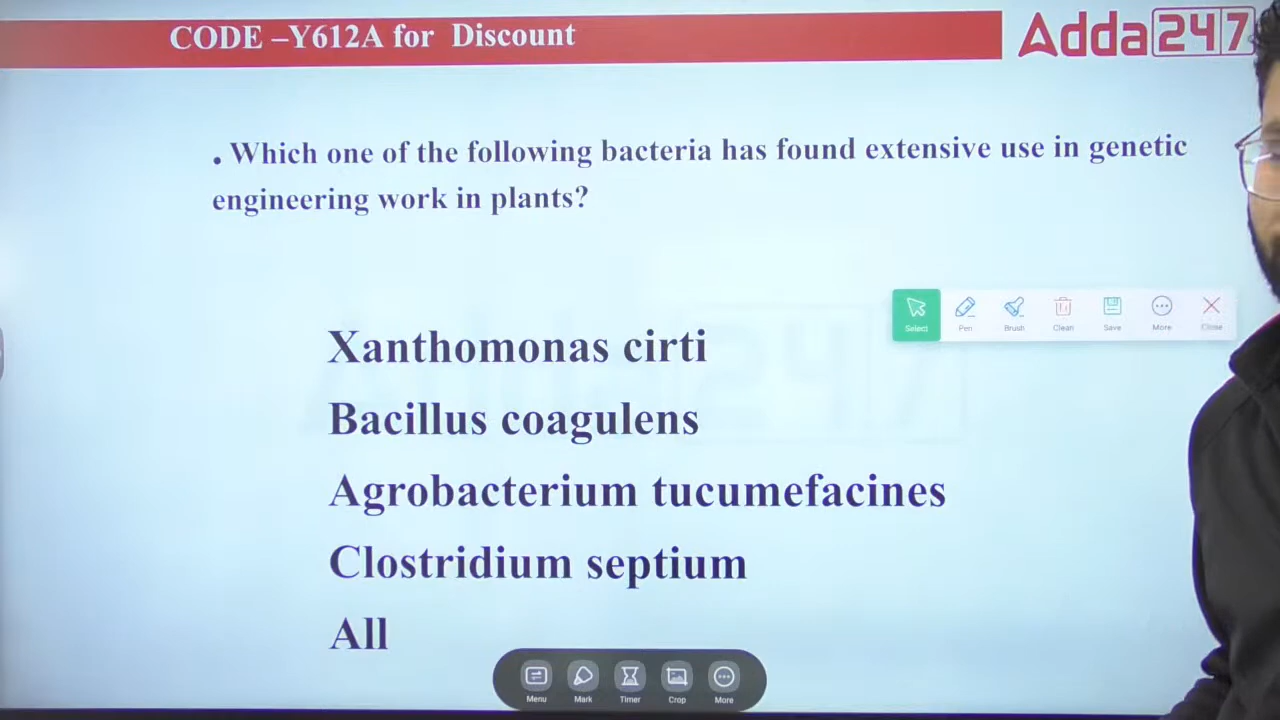 CODE –Y612A for Discount
Adda247
. Which one of the following bacteria has found extensive use in genetic
engineering work in plants?
Select
Pen
Brush
Clean
Save
More
Close
Xanthomonas cirti
Bacillus coagulens
Agrobacterium tucumefacines
Clostridium septium
All
Menu
Mark
Timer
Crop
More